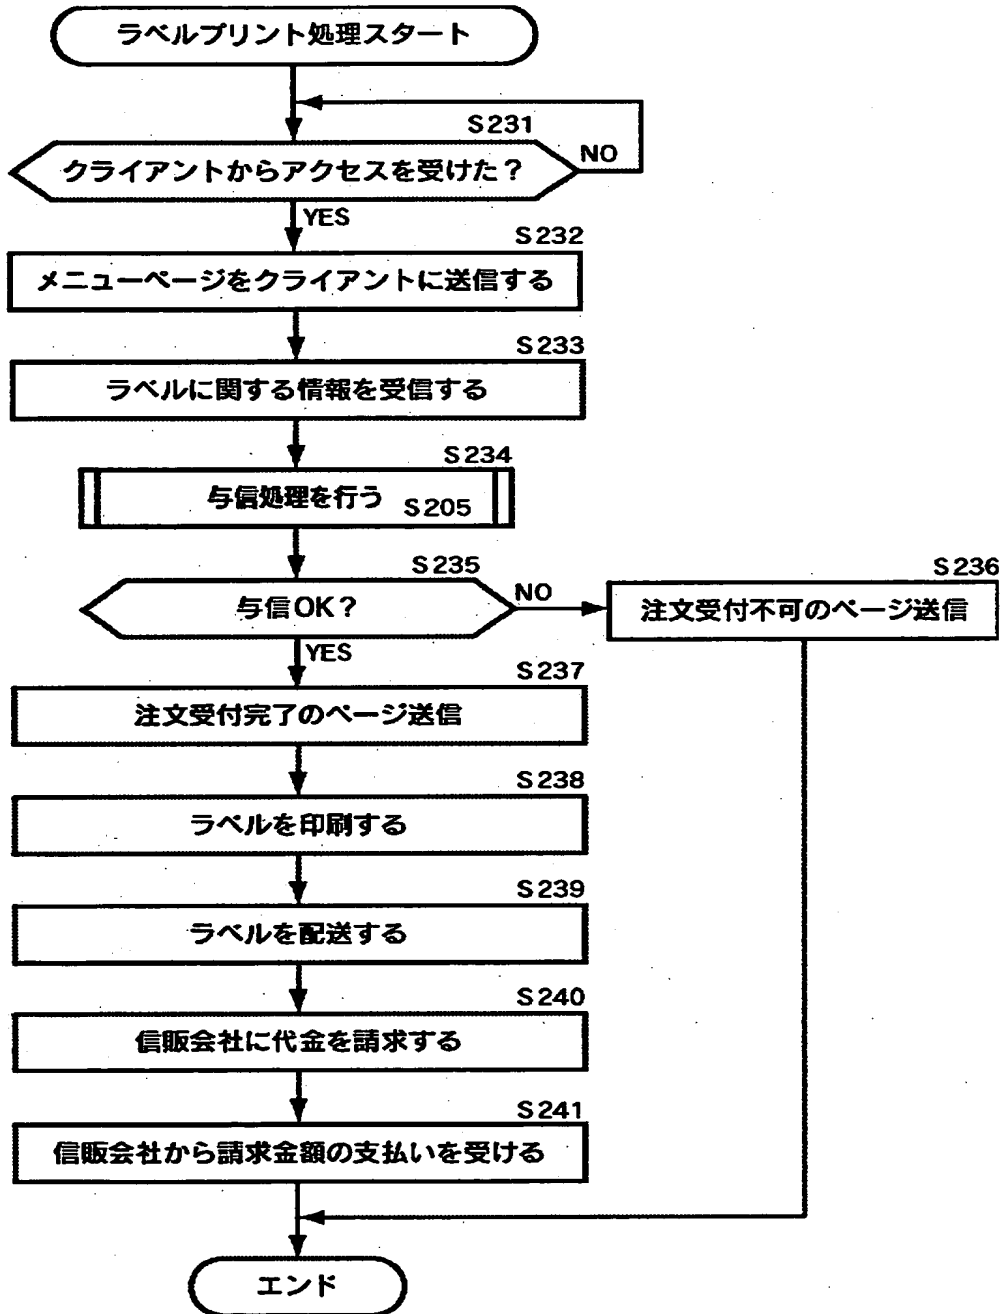 ラベルプリント処理スタート
S231
クライアントからアクセスを受けた？
NO
YES
S232
メニューページをクライアントに送信する
S233
ラベルに関する情報を受信する
S234
与信処理を行う
S205
S235
与信OK？
NO
S236
注文受付不可のページ送信
YES
S237
注文受付完了のページ送信
S238
ラベルを印刷する
S239
ラベルを配送する
S240
信販会社に代金を請求する
S241
信販会社から請求金額の支払いを受ける
エンド